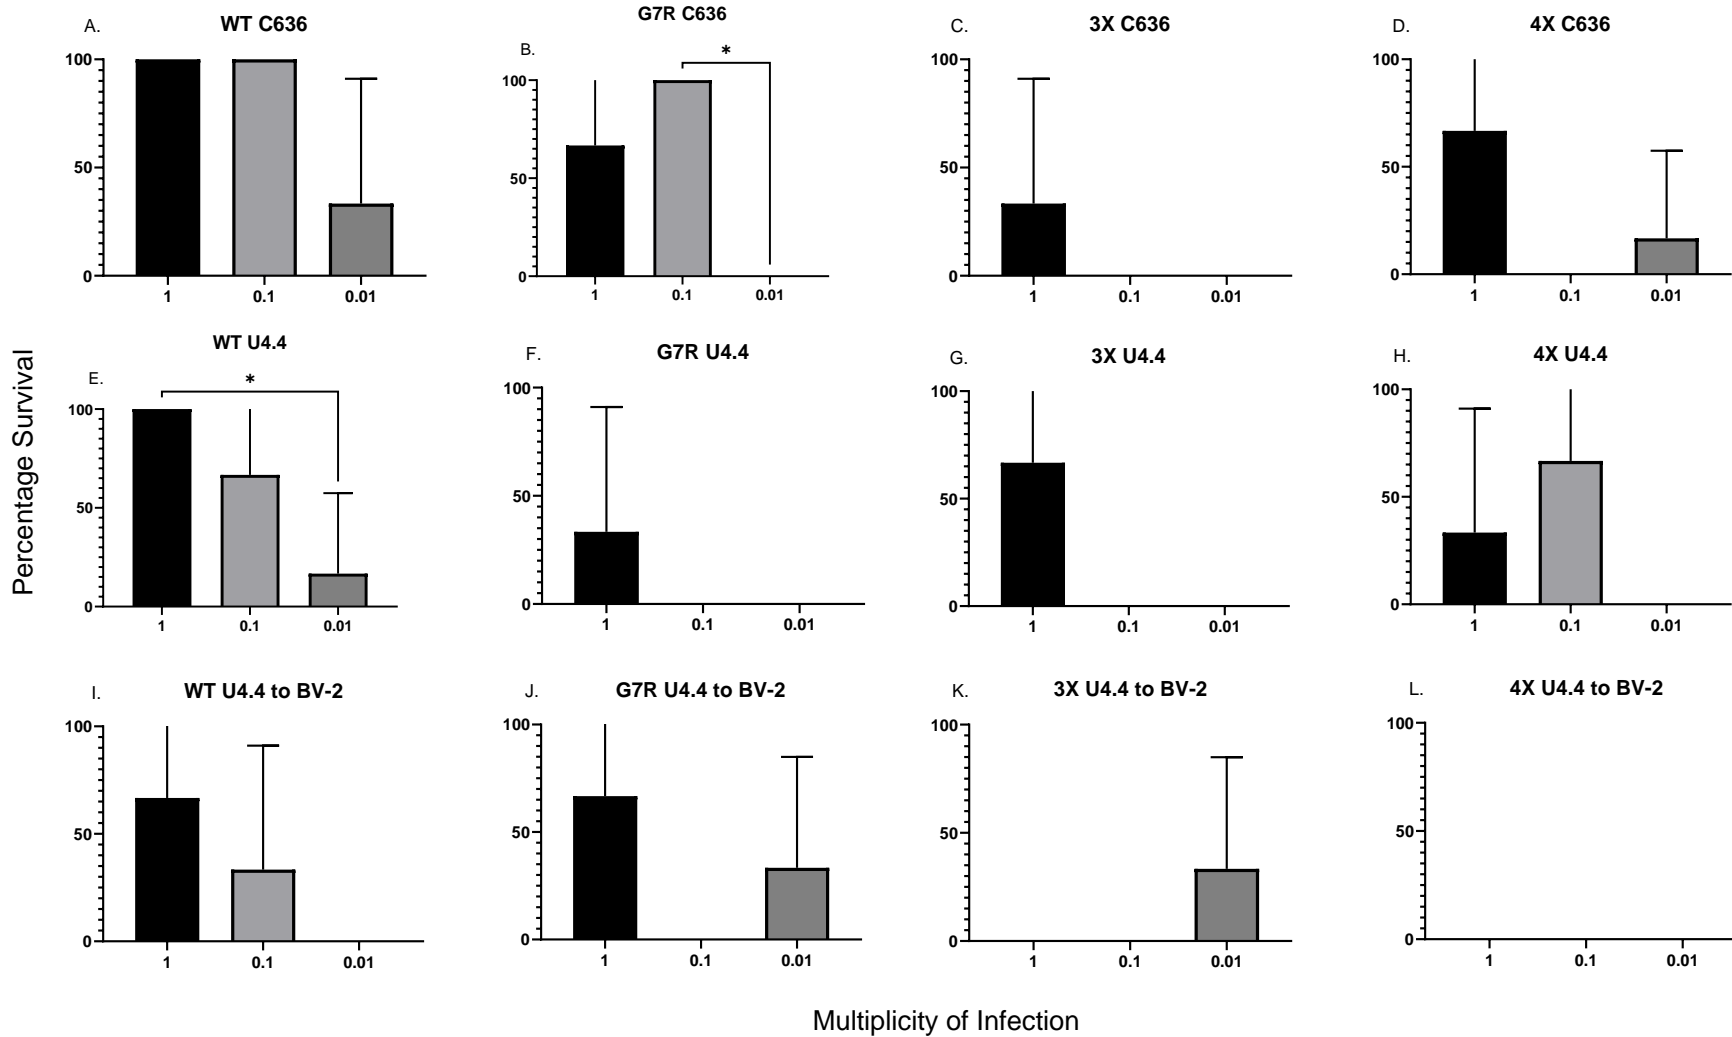 A. WT C636
100
50
0
1 0.1 0.01
G7R C636
B. *
100
50
0
1 0.1 0.01
C. 3X C636
100
50
0
1 0.1 0.01
D. 4X C636
100
50
0
1 0.1 0.01
Percentage Survival
WT U4.4
E. *
100
50
0
1 0.1 0.01
F. G7R U4.4
100
50
0
1 0.1 0.01
G. 3X U4.4
100
50
0
1 0.1 0.01
H. 4X U4.4
100
50
0
1 0.1 0.01
I. WT U4.4 to BV-2
100
50
0
1 0.1 0.01
J. G7R U4.4 to BV-2
100
50
0
1 0.1 0.01
K. 3X U4.4 to BV-2
100
50
0
1 0.1 0.01
L. 4X U4.4 to BV-2
100
50
0
1 0.1 0.01
Multiplicity of Infection